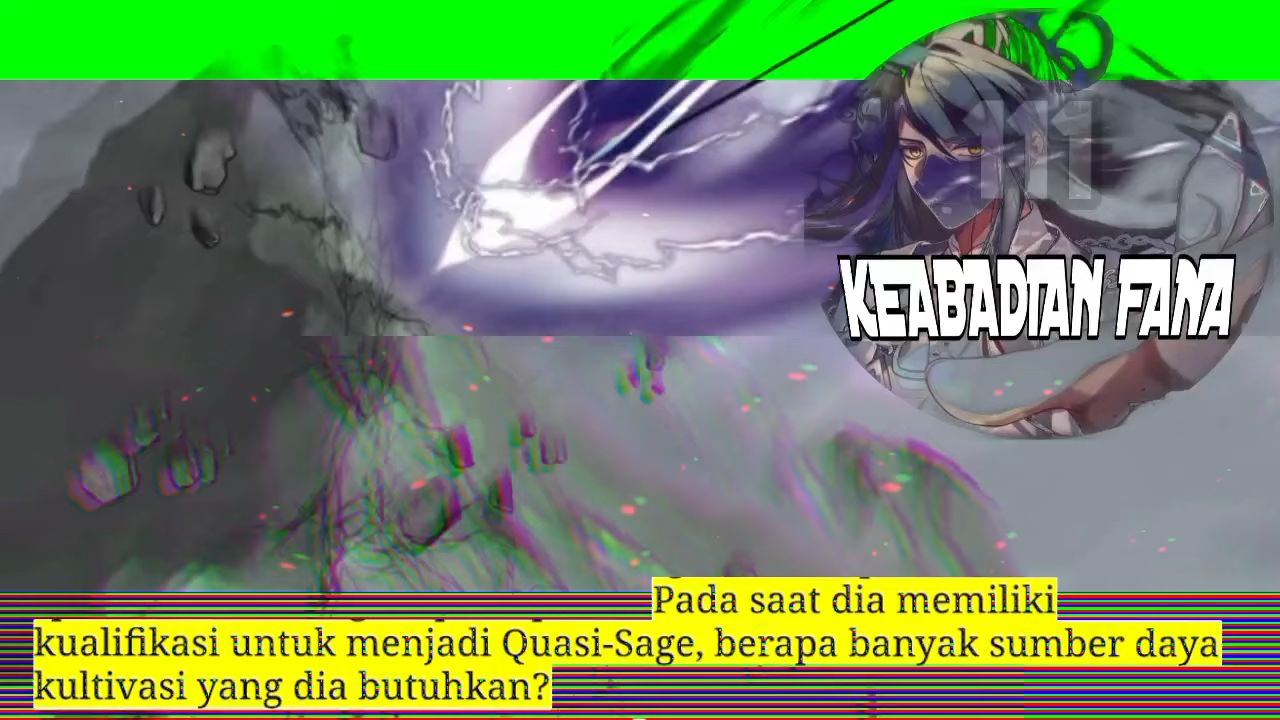 111
KEABADIAN FANA
Pada saat dia memiliki
kualifikasi untuk menjadi Quasi-Sage, berapa banyak sumber daya
kultivasi yang dia butuhkan?